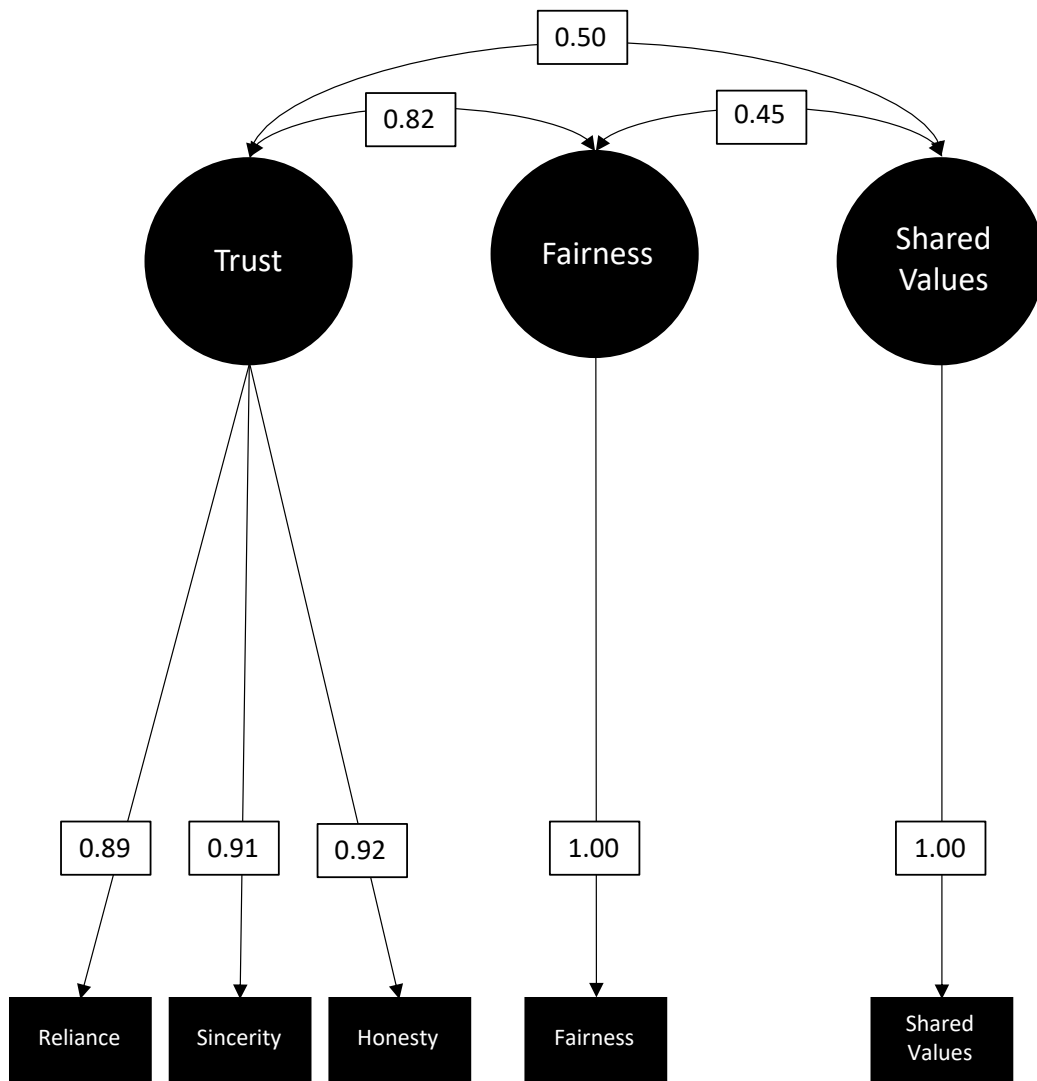 0.50
0.82
0.45
Trust
Fairness
Shared
Values
0.89
0.91
0.92
1.00
1.00
Reliance
Sincerity
Honesty
Fairness
Shared
Values